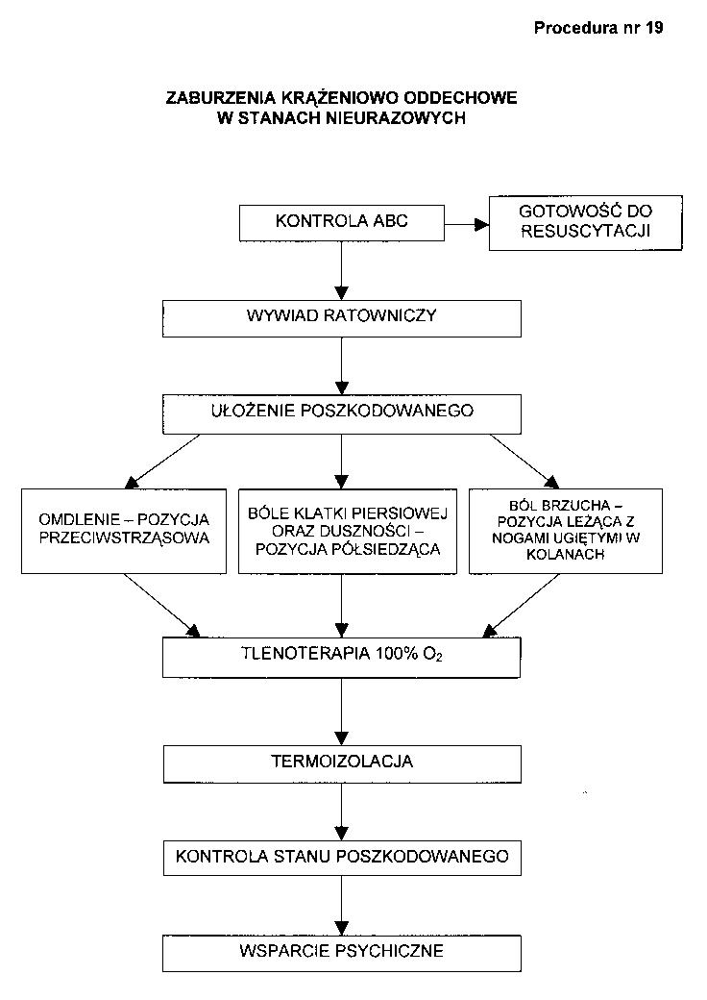 Procedura nr 19
ZABURZENIA KRĄŻENIOWO ODDECHOWE
W STANACH NIEURAZOWYCH
KONTROLA ABC
GOTOWOŚĆ DO
RESUSCYTACJI
WYWIAD RATOWNICZY
UŁOŻENIE POSZKODOWANEGO
OMDLENIE – POZYCJA
PRZECIWSTRZĄSOWA
BÓLE KLATKI PIERSIOWEJ
ORAZ DUSZNOŚCI –
POZYCJA PÓŁSIEDZĄCA
BÓL BRZUCHA –
POZYCJA LEŻĄCA Z
NOGAMI UGIĘTYMI W
KOLANACH
TLENOTERAPIA 100% O₂
TERMOIZOLACJA
KONTROLA STANU POSZKODOWANEGO
WSPARCIE PSYCHICZNE